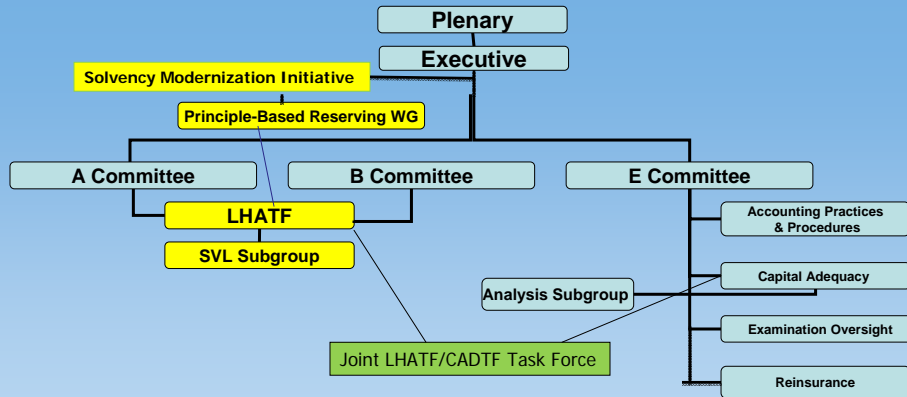 Plenary
Executive
Solvency Modernization Initiative
Principle-Based Reserving WG
A Committee
B Committee
E Committee
LHATF
SVL Subgroup
Accounting Practices
& Procedures
Capital Adequacy
Analysis Subgroup
Examination Oversight
Joint LHATF/CADTF Task Force
Reinsurance